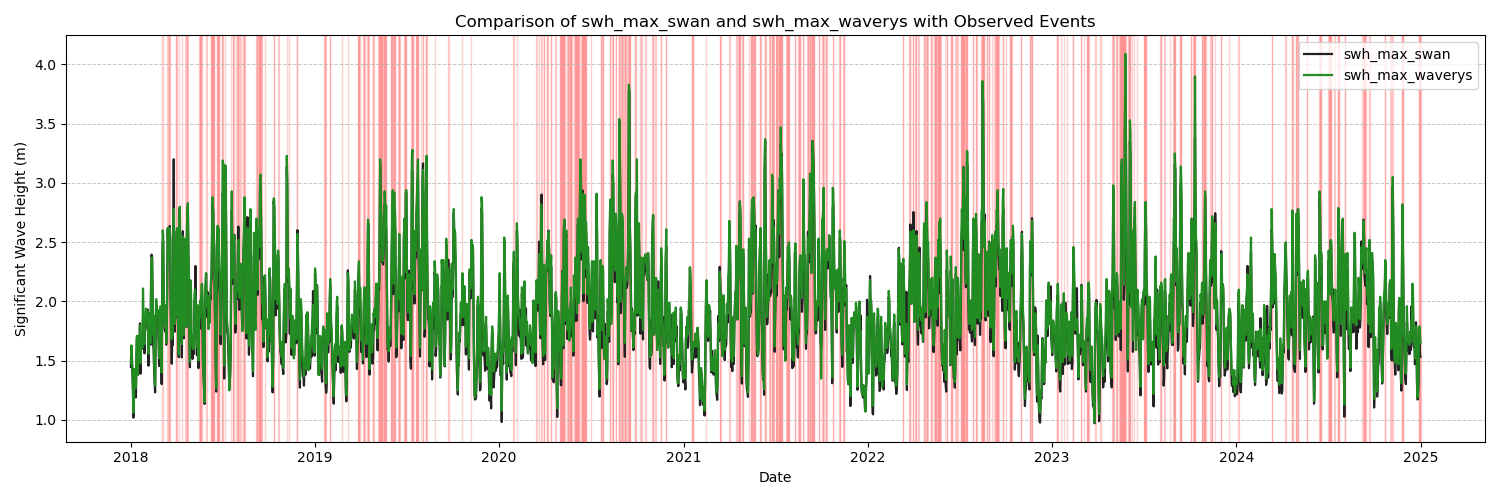 Comparison of swh_max_swan and swh_max_waverys with Observed Events
swh_max_swan
swh_max_waverys
Significant Wave Height (m)
4.0
3.5
3.0
2.5
2.0
1.5
1.0
2018 2019 2020 2021 2022 2023 2024 2025
Date